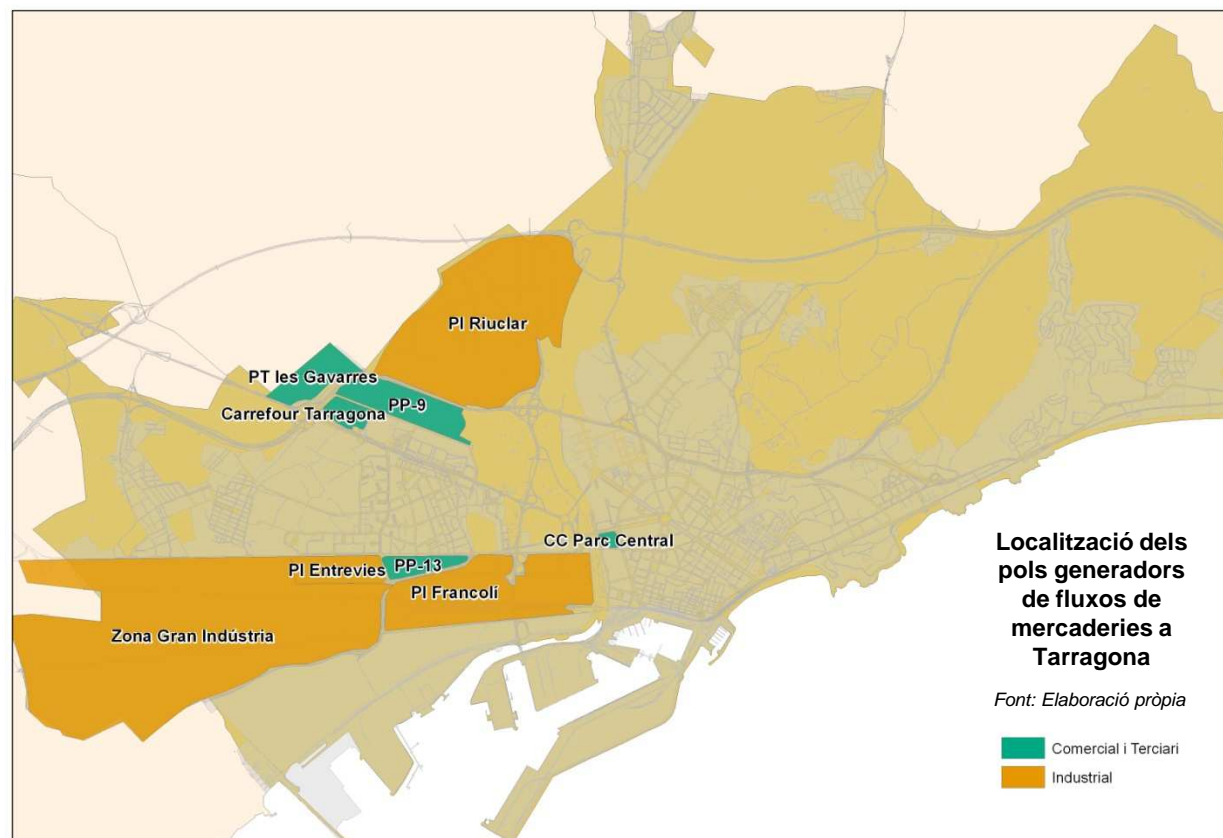 PI Riuclar
PT les Gavarres
PP-9
Carrefour Tarragona
CC Parc Central
PI Entrevies
PP-13
PI Francolí
Zona Gran Indústria
Localització dels
pols generadors
de fluxos de
mercaderies a
Tarragona
Font: Elaboració pròpia
Comercial i Terciari
Industrial